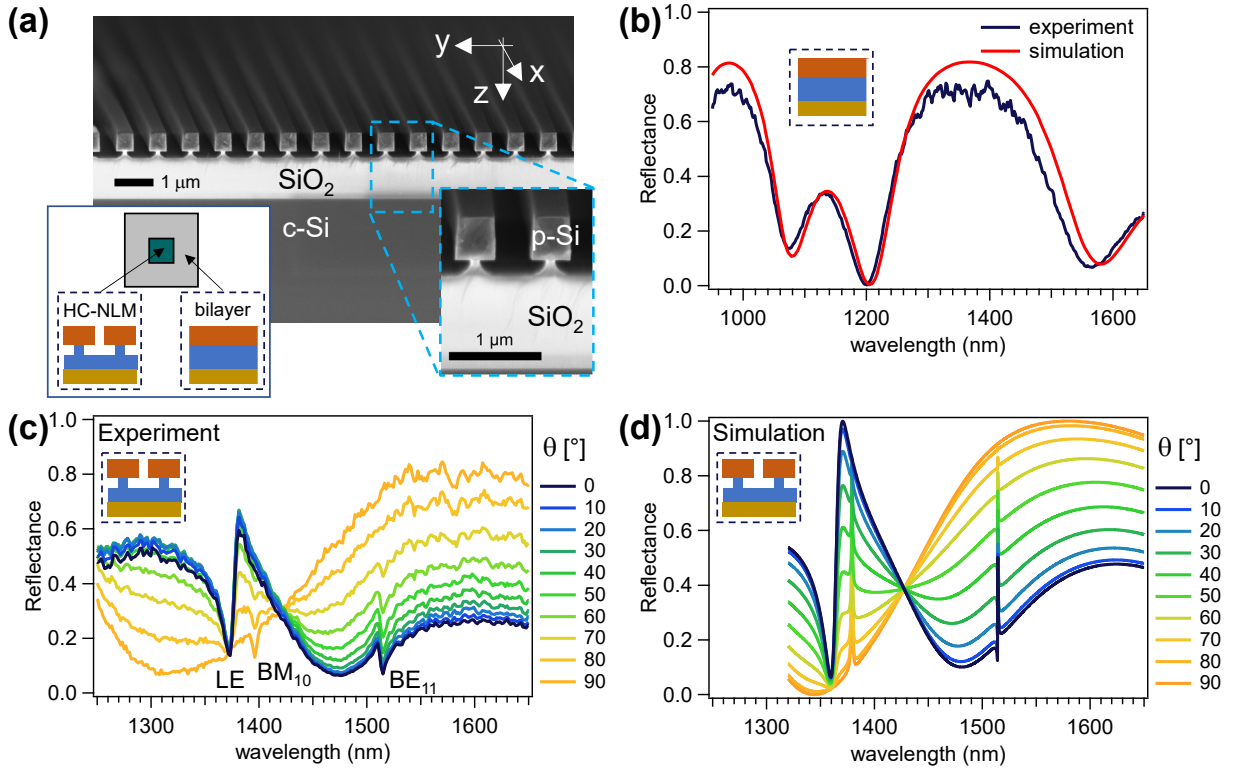 (a)
y
x
z
1 μm
SiO2
c-Si
p-Si
SiO2
1 μm
HC-NLM
bilayer
(b)
experiment
simulation
Reflectance
1.0
0.8
0.6
0.4
0.2
0.0
1000
1200
1400
1600
wavelength (nm)
(c)
Experiment
Reflectance
1.0
0.8
0.6
0.4
0.2
0.0
LE
BM10
BE11
1300
1400
1500
1600
wavelength (nm)
θ [°]
0
10
20
30
40
50
60
70
80
90
(d)
Simulation
Reflectance
1.0
0.8
0.6
0.4
0.2
0.0
1300
1400
1500
1600
wavelength (nm)
θ [°]
0
10
20
30
40
50
60
70
80
90